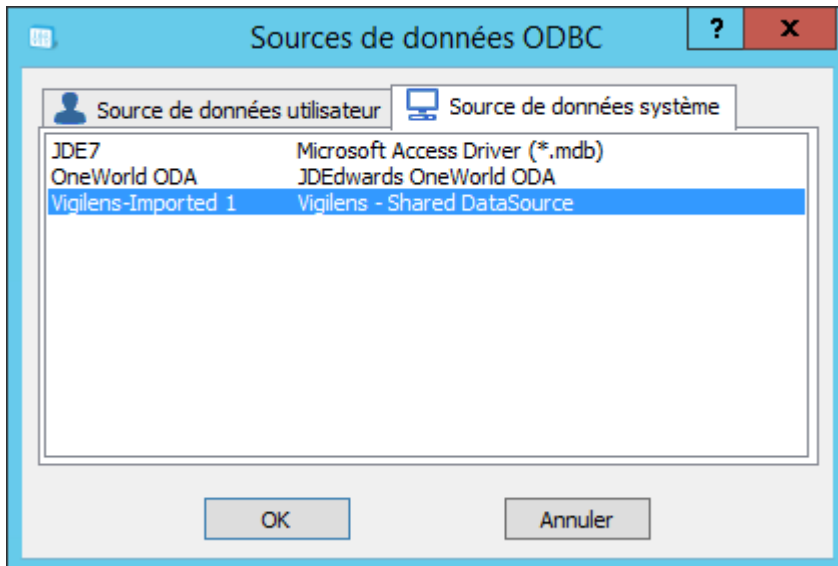 Sources de données ODBC
?
x
Source de données utilisateur Source de données système
JDE7 Microsoft Access Driver (*.mdb)
OneWorld ODA JDEdwards OneWorld ODA
Vigilens-Imported 1 Vigilens - Shared DataSource
OK Annuler